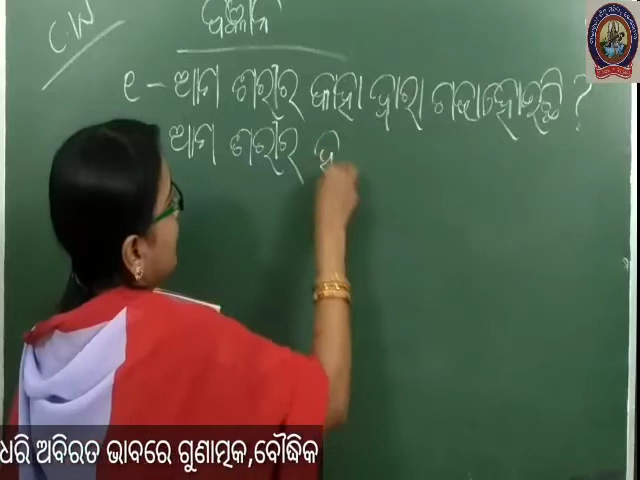 C.W
ବିଜ୍ଞାନ
୧- ଆମ ଶରୀର କାହା ଦ୍ୱାରା ଗଢାହୋଇଛି ?
ଆମ ଶରୀର ହ
ଧରି ଅବିରତ ଭାବରେ ଗୁଣାତ୍ମକ,ବୌଦ୍ଧିକ